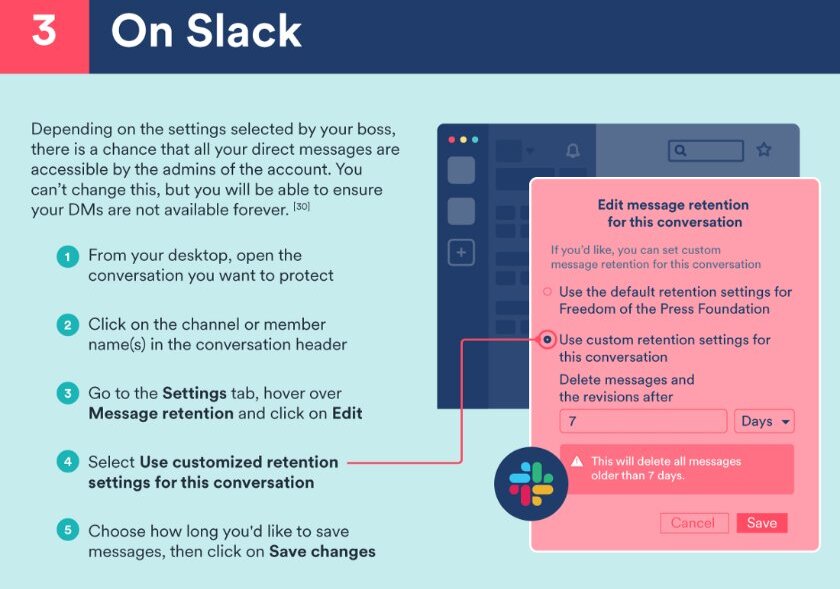 3 On Slack
Depending on the settings selected by your boss,
there is a chance that all your direct messages are
accessible by the admins of the account. You
can't change this, but you will be able to ensure
your DMs are not available forever. [30]
1 From your desktop, open the
conversation you want to protect
2 Click on the channel or member
name(s) in the conversation header
3 Go to the Settings tab, hover over
Message retention and click on Edit
4 Select Use customized retention
settings for this conversation
5 Choose how long you'd like to save
messages, then click on Save changes
Edit message retention
for this conversation
If you'd like, you can set custom
message retention for this conversation
Use the default retention settings for
Freedom of the Press Foundation
Use custom retention settings for
this conversation
Delete messages and
the revisions after
7 Days
This will delete all messages
older than 7 days.
Cancel Save